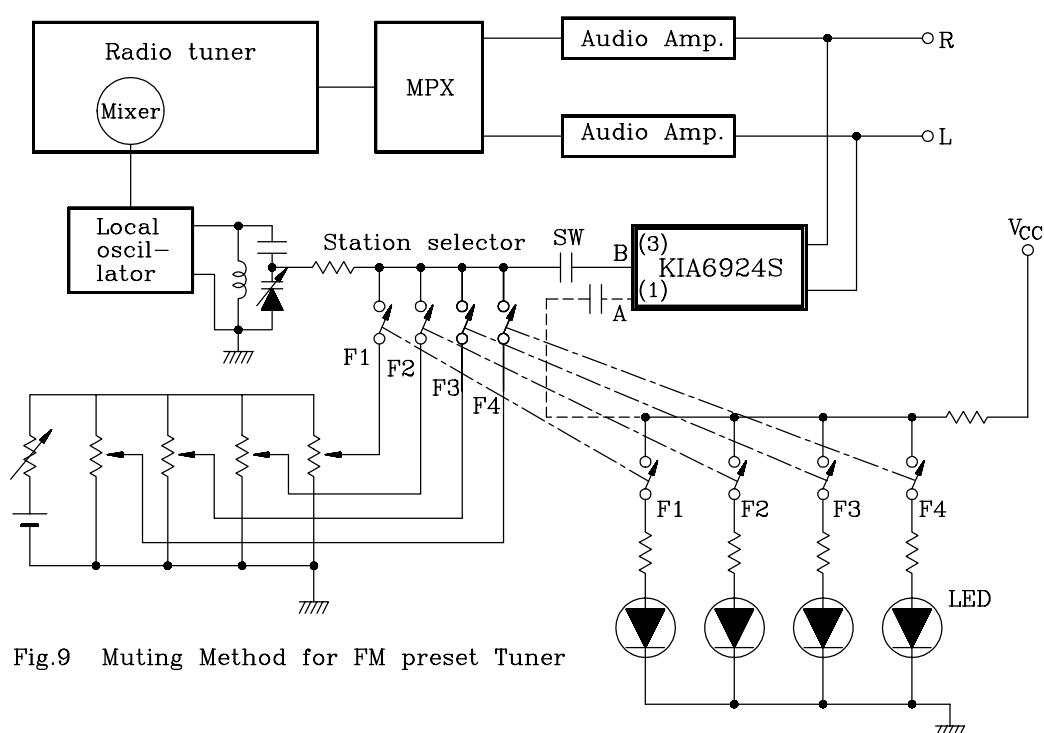 Radio tuner
Mixer
MPX
Audio Amp.
R
Audio Amp.
L
Local
oscil-
lator
Station selector
SW
B
(3)
KIA6924S
(1)
A
VCC
F1
F2
F3
F4
F1
F2
F3
F4
LED
Fig.9 Muting Method for FM preset Tuner